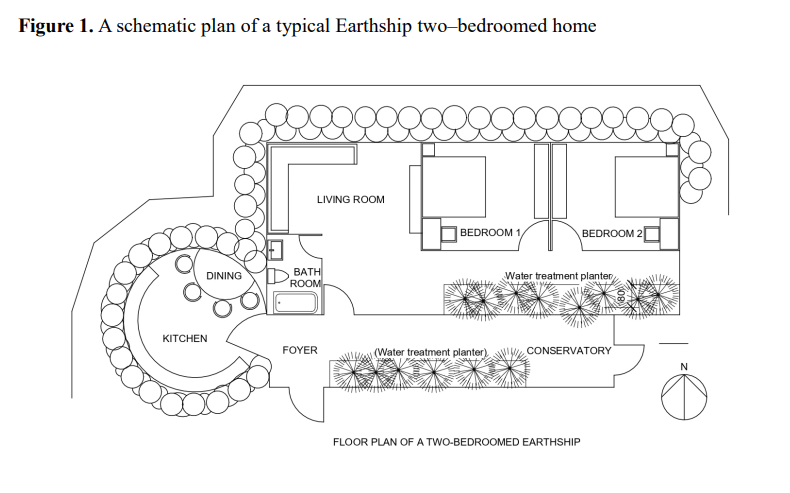 Figure 1. A schematic plan of a typical Earthship two–bedroomed home
LIVING ROOM
BEDROOM 1
BEDROOM 2
DINING
BATH
ROOM
Water treatment planter
80
KITCHEN
FOYER
(Water treatment planter)
CONSERVATORY
N
FLOOR PLAN OF A TWO-BEDROOMED EARTHSHIP